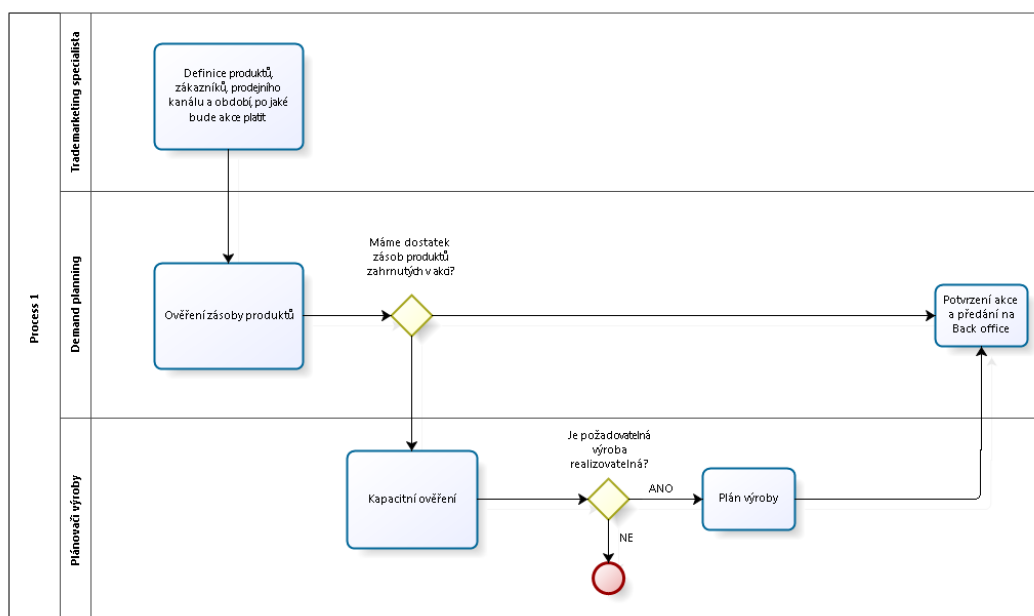 Process 1
Trademarketing specialista
Definice produktů,
zákazníků, prodejního
kanálu a období, po jaké
bude akce platit
Demand planning
Ověření zásoby produktů
Máme dostatek
zásob produktů
zahrnutých v akci?
Potvrzení akce
a předání na
Back office
Plánovači výroby
Kapacitní ověření
Je požadovatelná
výroba
realizovatelná?
ANO
NE
Plán výroby